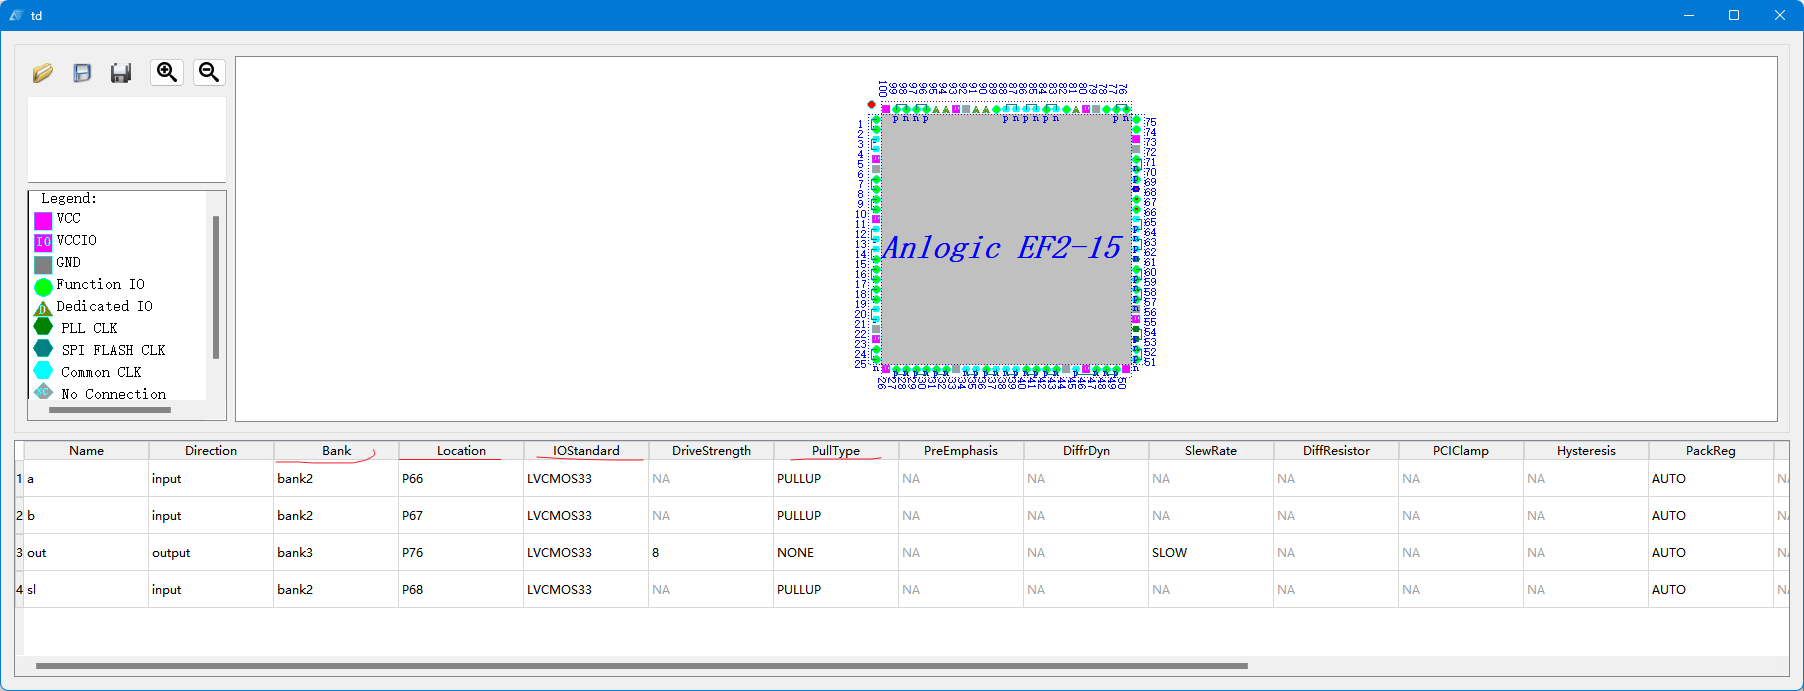 td
Legend:
VCC
IO VCCIO
GND
Function IO
D Dedicated IO
PLL CLK
SPI FLASH CLK
Common CLK
NC No Connection
100 99 98 97 96 95 94 93 92 91 90 89 88 87 86 85 84 83 82 81 80 79 78 77 76
p n n p p n p n p n p n
1
2
3
4
5
6
7
8
9
10
11
12
13
14
15
16
17
18
19
20
21
22
23
24
25
Anlogic EF2-15
75
74
73
72
71
70
69
68
67
66
65
64
63
62
61
60
59
58
57
56
55
54
53
52
51
26 27 28 29 30 31 32 33 34 35 36 37 38 39 40 41 42 43 44 45 46 47 48 49 50
Name Direction Bank Location IOStandard DriveStrength PullType PreEmphasis DiffrDyn SlewRate DiffResistor PCIClamp Hysteresis PackReg
1 a input bank2 P66 LVCMOS33 NA PULLUP NA NA NA NA NA NA AUTO
2 b input bank2 P67 LVCMOS33 NA PULLUP NA NA NA NA NA NA AUTO
3 out output bank3 P76 LVCMOS33 8 NONE NA NA SLOW NA NA NA AUTO
4 sl input bank2 P68 LVCMOS33 NA PULLUP NA NA NA NA NA NA AUTO